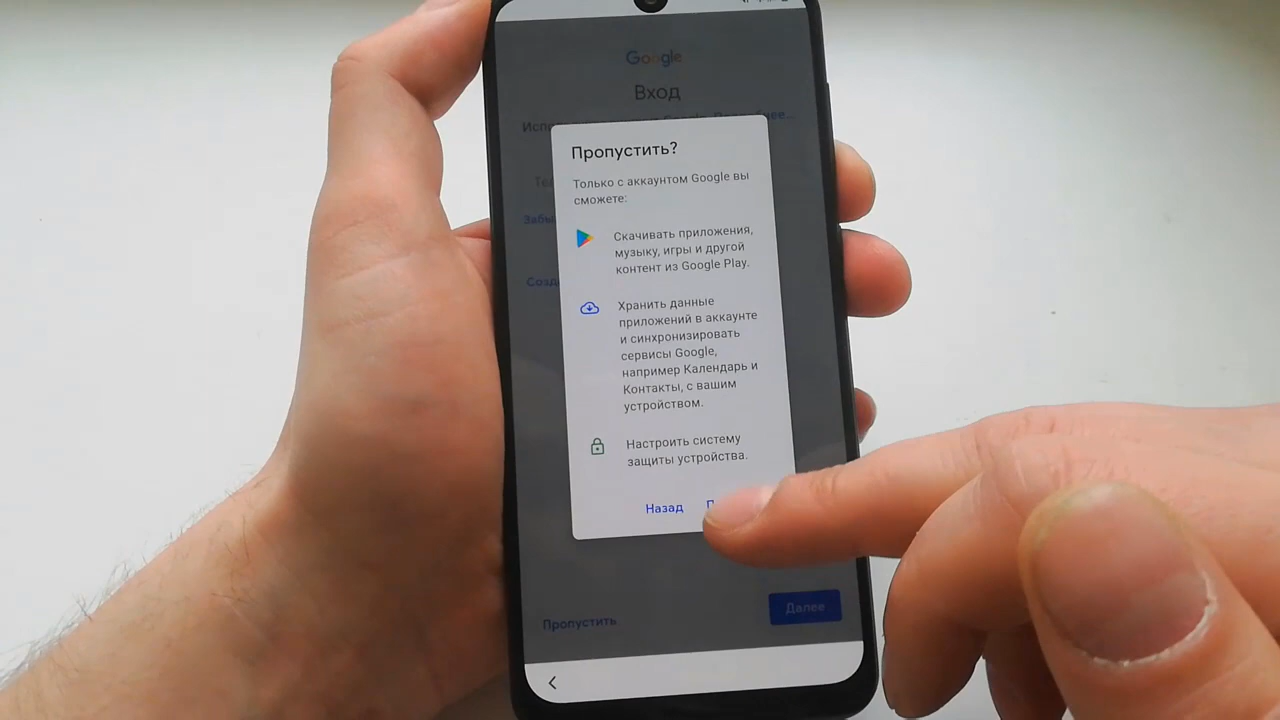 Google
Вход
Пропустить?
Только с аккаунтом Google вы
сможете:
Скачивать приложения,
музыку, игры и другой
контент из Google Play.
Хранить данные
приложений в аккаунте
и синхронизировать
сервисы Google,
например Календарь и
Контакты, с вашим
устройством.
Настроить систему
защиты устройства.
Назад
Пропустить
Далее